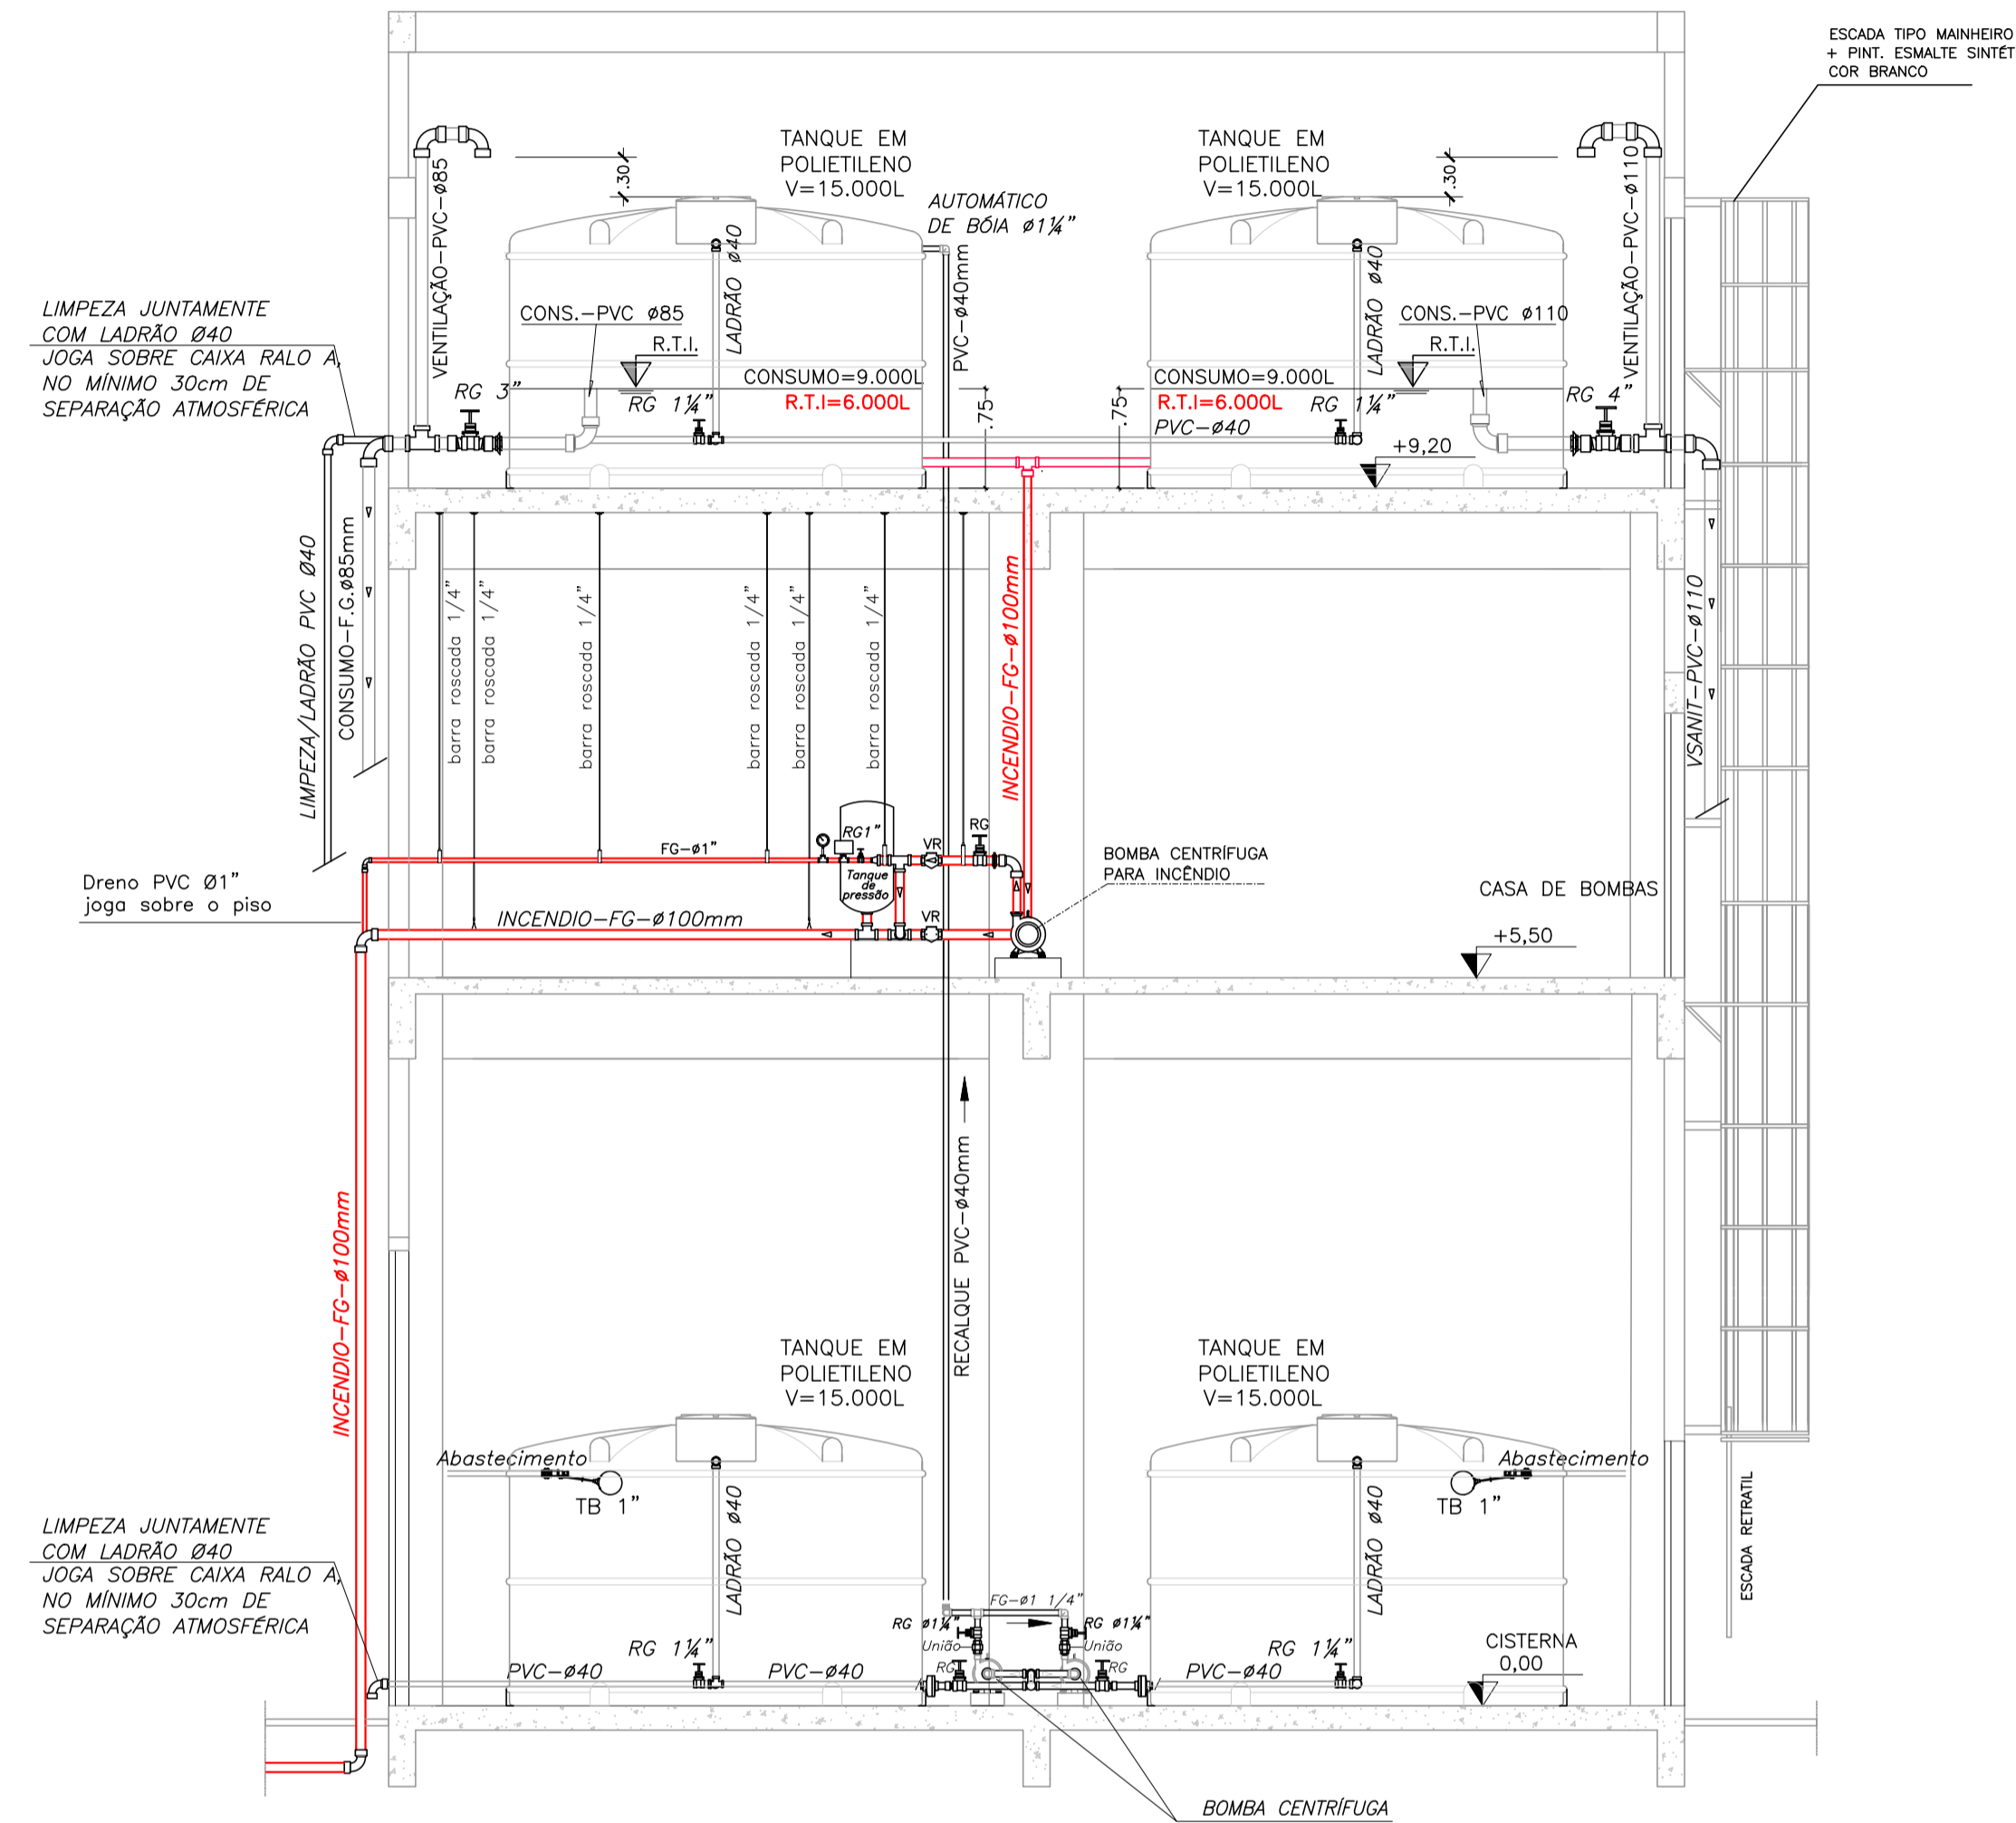 ESCADA TIPO MAINHEIRO
+ PINT. ESMALTE SINTÉT
COR BRANCO
TANQUE EM
POLIETILENO
V=15.000L
TANQUE EM
POLIETILENO
V=15.000L
.30
.30
AUTOMÁTICO
DE BÓIA ø1¼"
VENTILAÇÃO-PVC-ø85
LADRÃO ø40
PVC-ø40mm
LADRÃO ø40
VENTILAÇÃO-PVC-ø110
LIMPEZA JUNTAMENTE
COM LADRÃO Ø40
JOGA SOBRE CAIXA RALO A,
NO MÍNIMO 30cm DE
SEPARAÇÃO ATMOSFÉRICA
CONS.-PVC ø85
CONS.-PVC ø110
R.T.I.
R.T.I.
CONSUMO=9.000L
R.T.I=6.000L
CONSUMO=9.000L
R.T.I=6.000L
PVC-ø40
RG 3"
RG 1¼"
RG 1¼"
RG 4"
.75
.75
+9,20
LIMPEZA/LADRÃO PVC Ø40
CONSUMO-F.G.ø85mm
barra roscada 1/4"
barra roscada 1/4"
barra roscada 1/4"
barra roscada 1/4"
barra roscada 1/4"
barra roscada 1/4"
INCENDIO-FG-ø100mm
VSANIT-PVC-ø110
FG-ø1"
RG1"
VR
RG
Tanque
de
pressão
BOMBA CENTRÍFUGA
PARA INCÊNDIO
CASA DE BOMBAS
Dreno PVC Ø1"
joga sobre o piso
INCENDIO-FG-ø100mm
VR
+5,50
INCENDIO-FG-ø100mm
RECALQUE PVC-ø40mm
TANQUE EM
POLIETILENO
V=15.000L
TANQUE EM
POLIETILENO
V=15.000L
Abastecimento
TB 1"
Abastecimento
TB 1"
LADRÃO ø40
LADRÃO ø40
ESCADA RETRATIL
LIMPEZA JUNTAMENTE
COM LADRÃO Ø40
JOGA SOBRE CAIXA RALO A,
NO MÍNIMO 30cm DE
SEPARAÇÃO ATMOSFÉRICA
FG-ø1 1/4"
RG ø1¼"
RG ø1¼"
União
União
RG
RG
RG 1¼"
RG 1¼"
PVC-ø40
PVC-ø40
PVC-ø40
CISTERNA
0,00
BOMBA CENTRÍFUGA